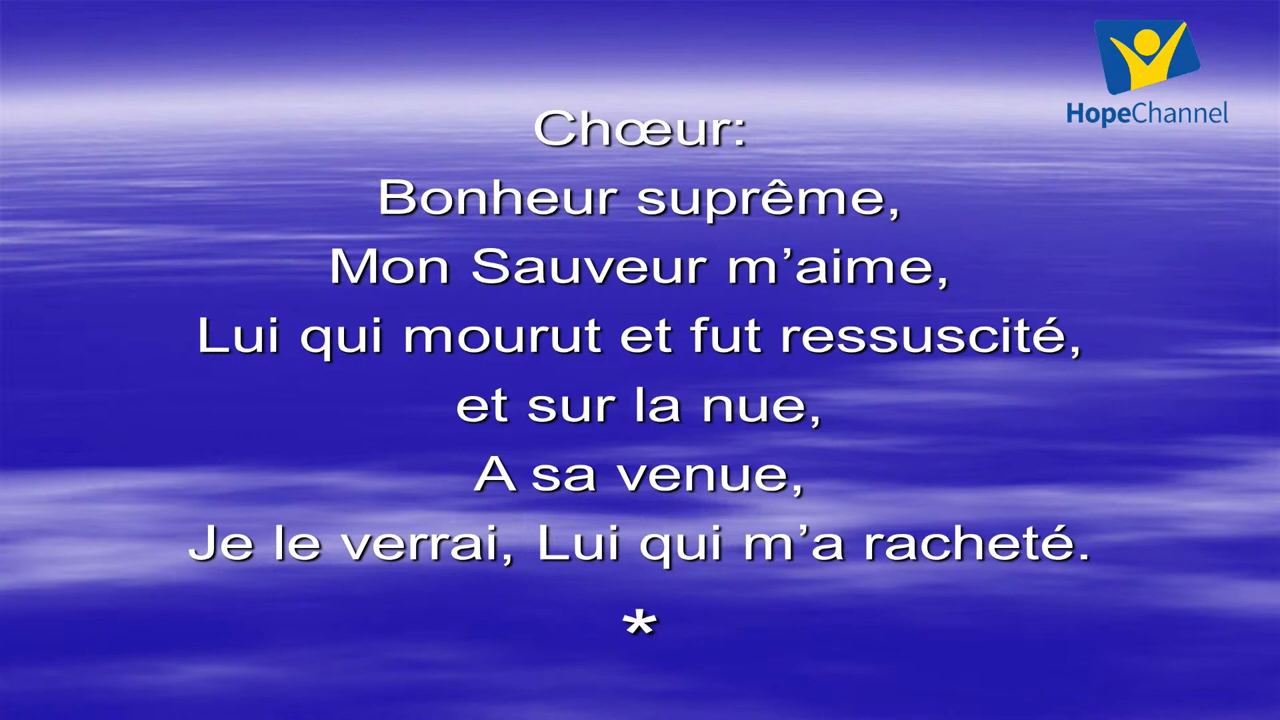 HopeChannel
Chœur:
Bonheur suprême,
Mon Sauveur m’aime,
Lui qui mourut et fut ressuscité,
et sur la nue,
A sa venue,
Je le verrai, Lui qui m’a racheté.
*